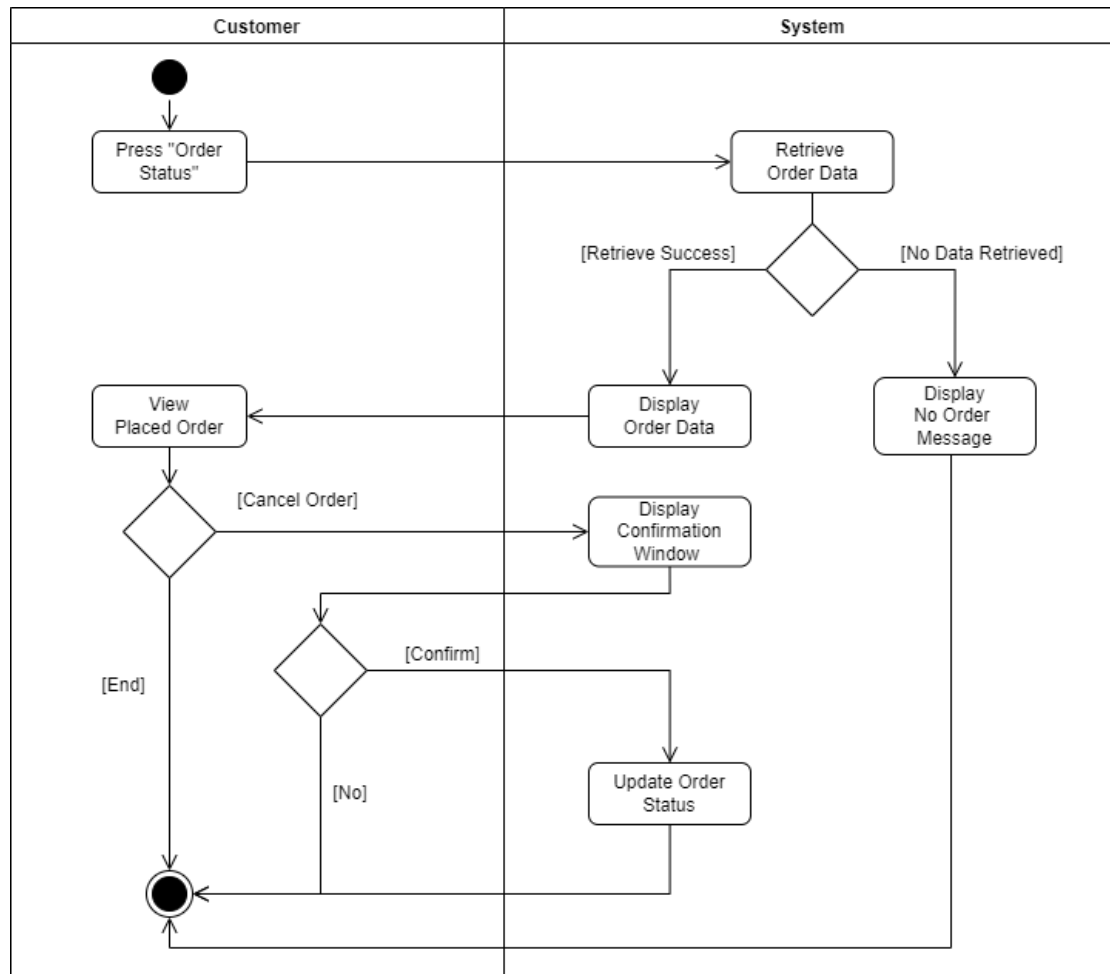 Customer
System
Press "Order
Status"
Retrieve
Order Data
[Retrieve Success]
[No Data Retrieved]
View
Placed Order
Display
Order Data
Display
No Order
Message
[Cancel Order]
Display
Confirmation
Window
[Confirm]
[End]
[No]
Update Order
Status